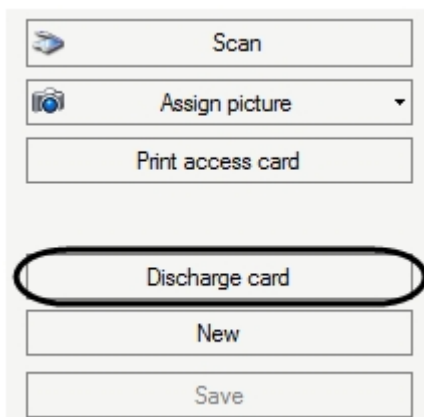 Scan
Assign picture
Print access card
Discharge card
New
Save